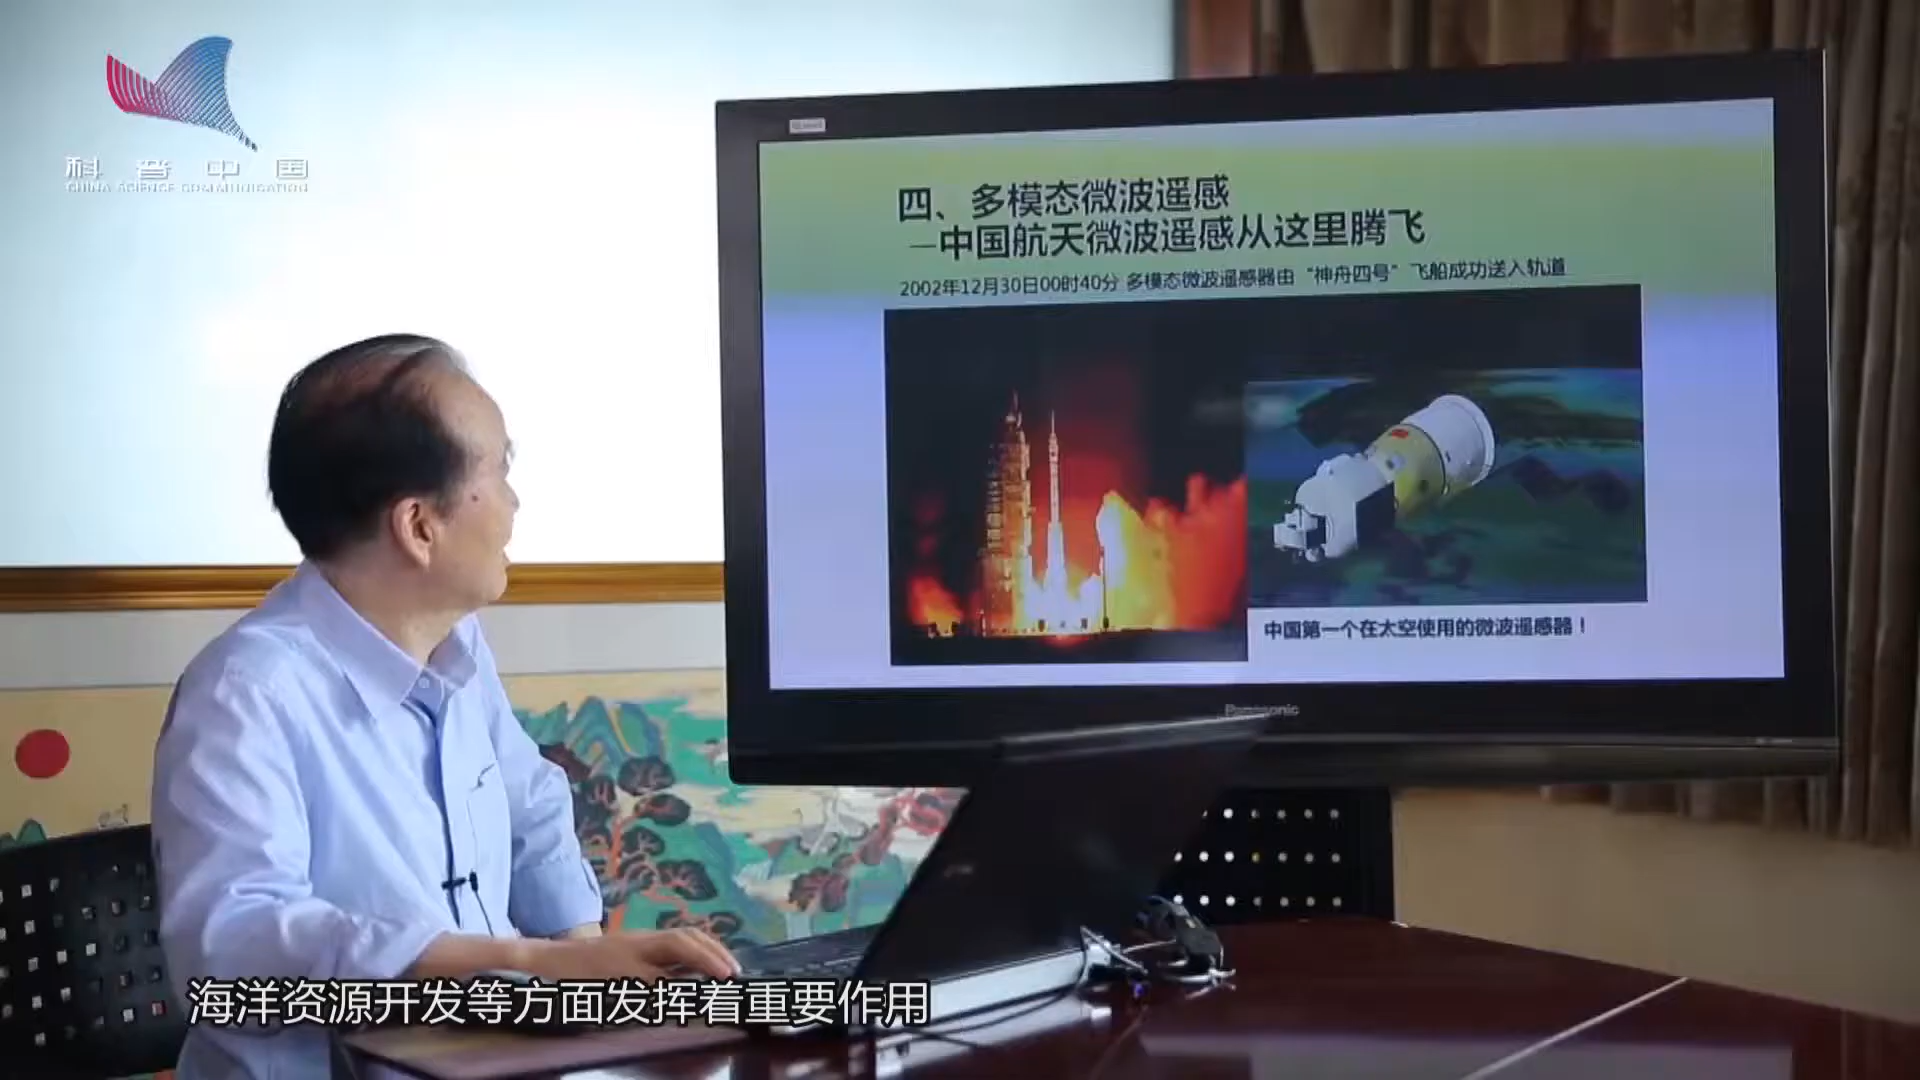 科普中国
CHINA SCIENCE COMMUNICATION
四、多模态微波遥感
—中国航天微波遥感从这里腾飞
2002年12月30日00时40分 多模态微波遥感器由“神舟四号”飞船成功送入轨道
中国第一个在太空使用的微波遥感器！
Panasonic
海洋资源开发等方面发挥着重要作用